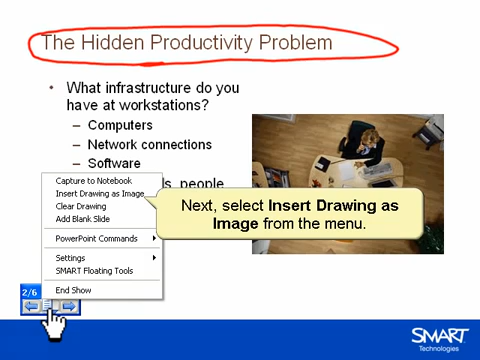 The Hidden Productivity Problem
• What infrastructure do you
have at workstations?
– Computers
– Network connections
– Software
s, people
Capture to Notebook
Insert Drawing as Image
Clear Drawing
Add Blank Slide
PowerPoint Commands
Settings
SMART Floating Tools
End Show
Next, select Insert Drawing as
Image from the menu.
2/6
SMART
Technologies